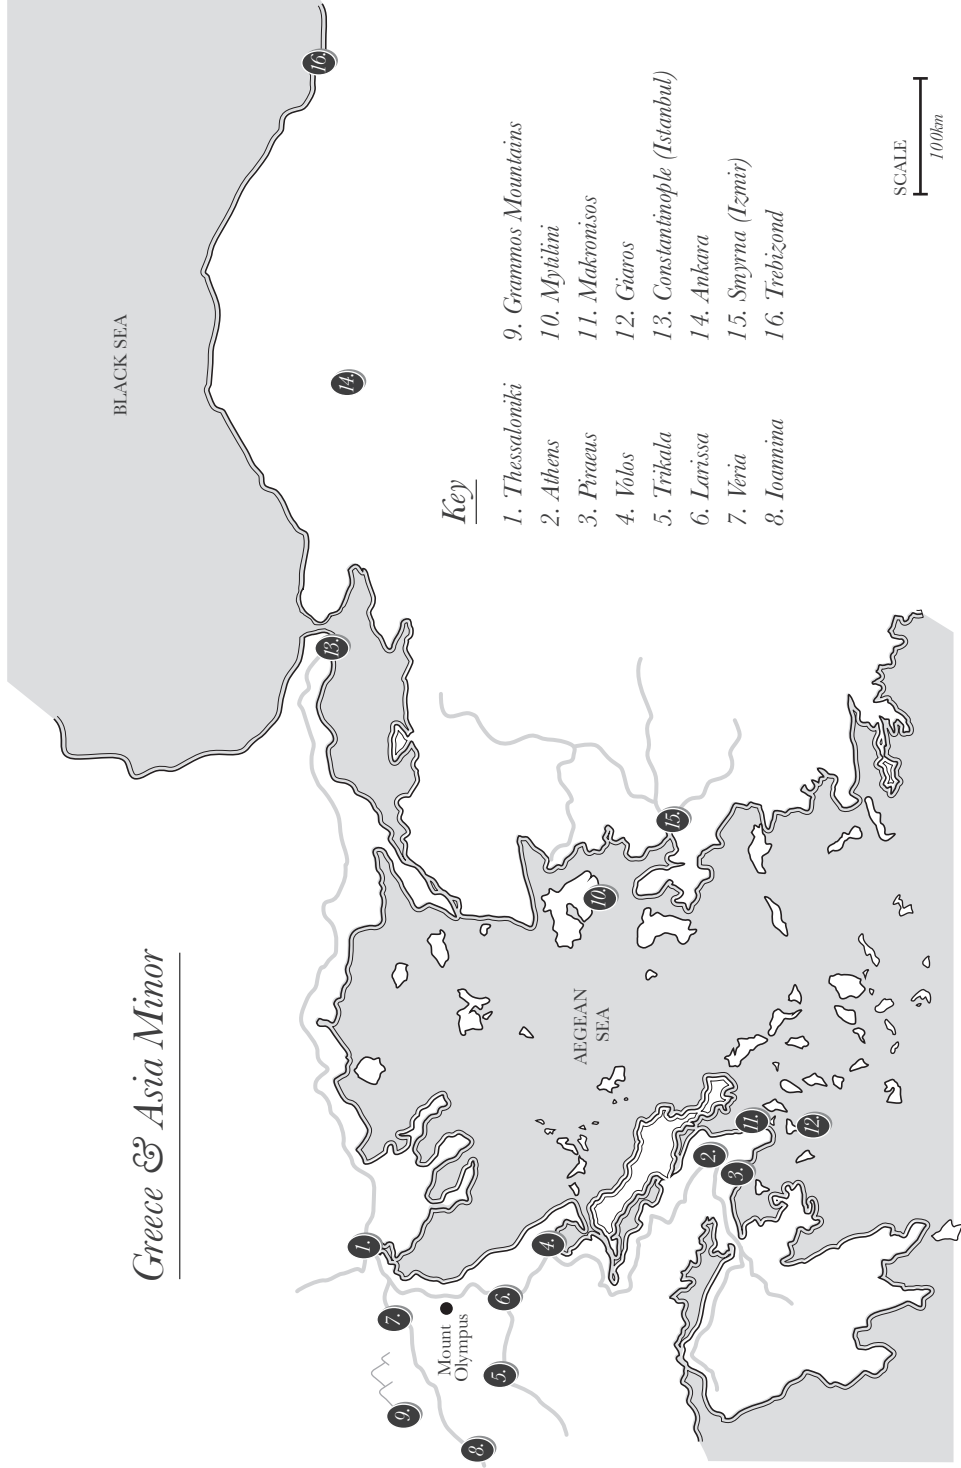 Greece & Asia Minor
BLACK SEA
AEGEAN
SEA
Mount
Olympus
1.
2.
3.
4.
5.
6.
7.
8.
9.
10.
11.
12.
13.
14.
15.
16.
Key
1. Thessaloniki
2. Athens
3. Piraeus
4. Volos
5. Trikala
6. Larissa
7. Veria
8. Ioannina
9. Grammos Mountains
10. Mytilini
11. Makronisos
12. Giaros
13. Constantinople (Istanbul)
14. Ankara
15. Smyrna (Izmir)
16. Trebizond
SCALE
100km